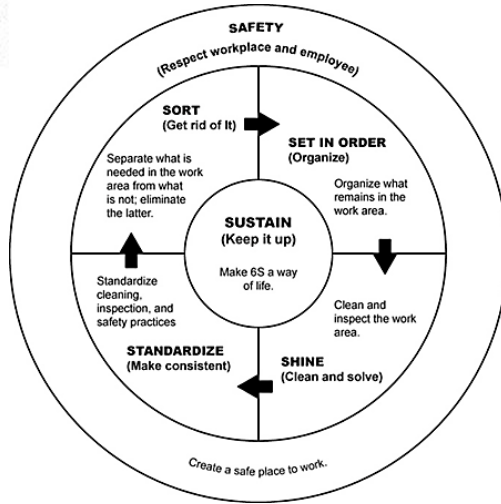 SAFETY
(Respect workplace and employee)
SORT
(Get rid of It)
Separate what is
needed in the work
area from what
is not; eliminate
the latter.
SET IN ORDER
(Organize)
Organize what
remains in the
work area.
SUSTAIN
(Keep it up)
Make 6S a way
of life.
Clean and
inspect the work
area.
SHINE
(Clean and solve)
Standardize
cleaning,
inspection, and
safety practices
STANDARDIZE
(Make consistent)
Create a safe place to work.